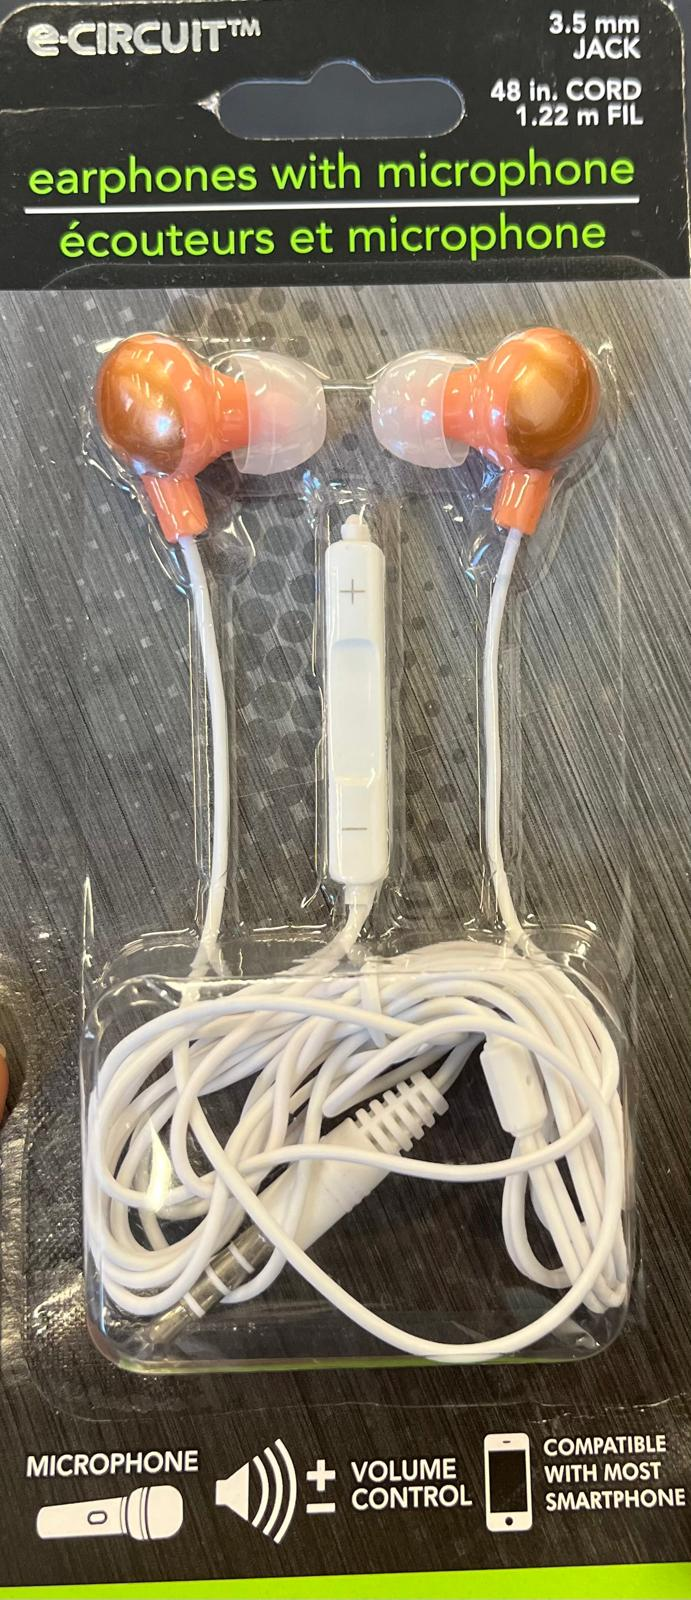 e-CIRCUIT™
3.5 mm
JACK
48 in. CORD
1.22 m FIL
earphones with microphone
écouteurs et microphone
+
−
MICROPHONE
+
−
VOLUME
CONTROL
COMPATIBLE
WITH MOST
SMARTPHONE